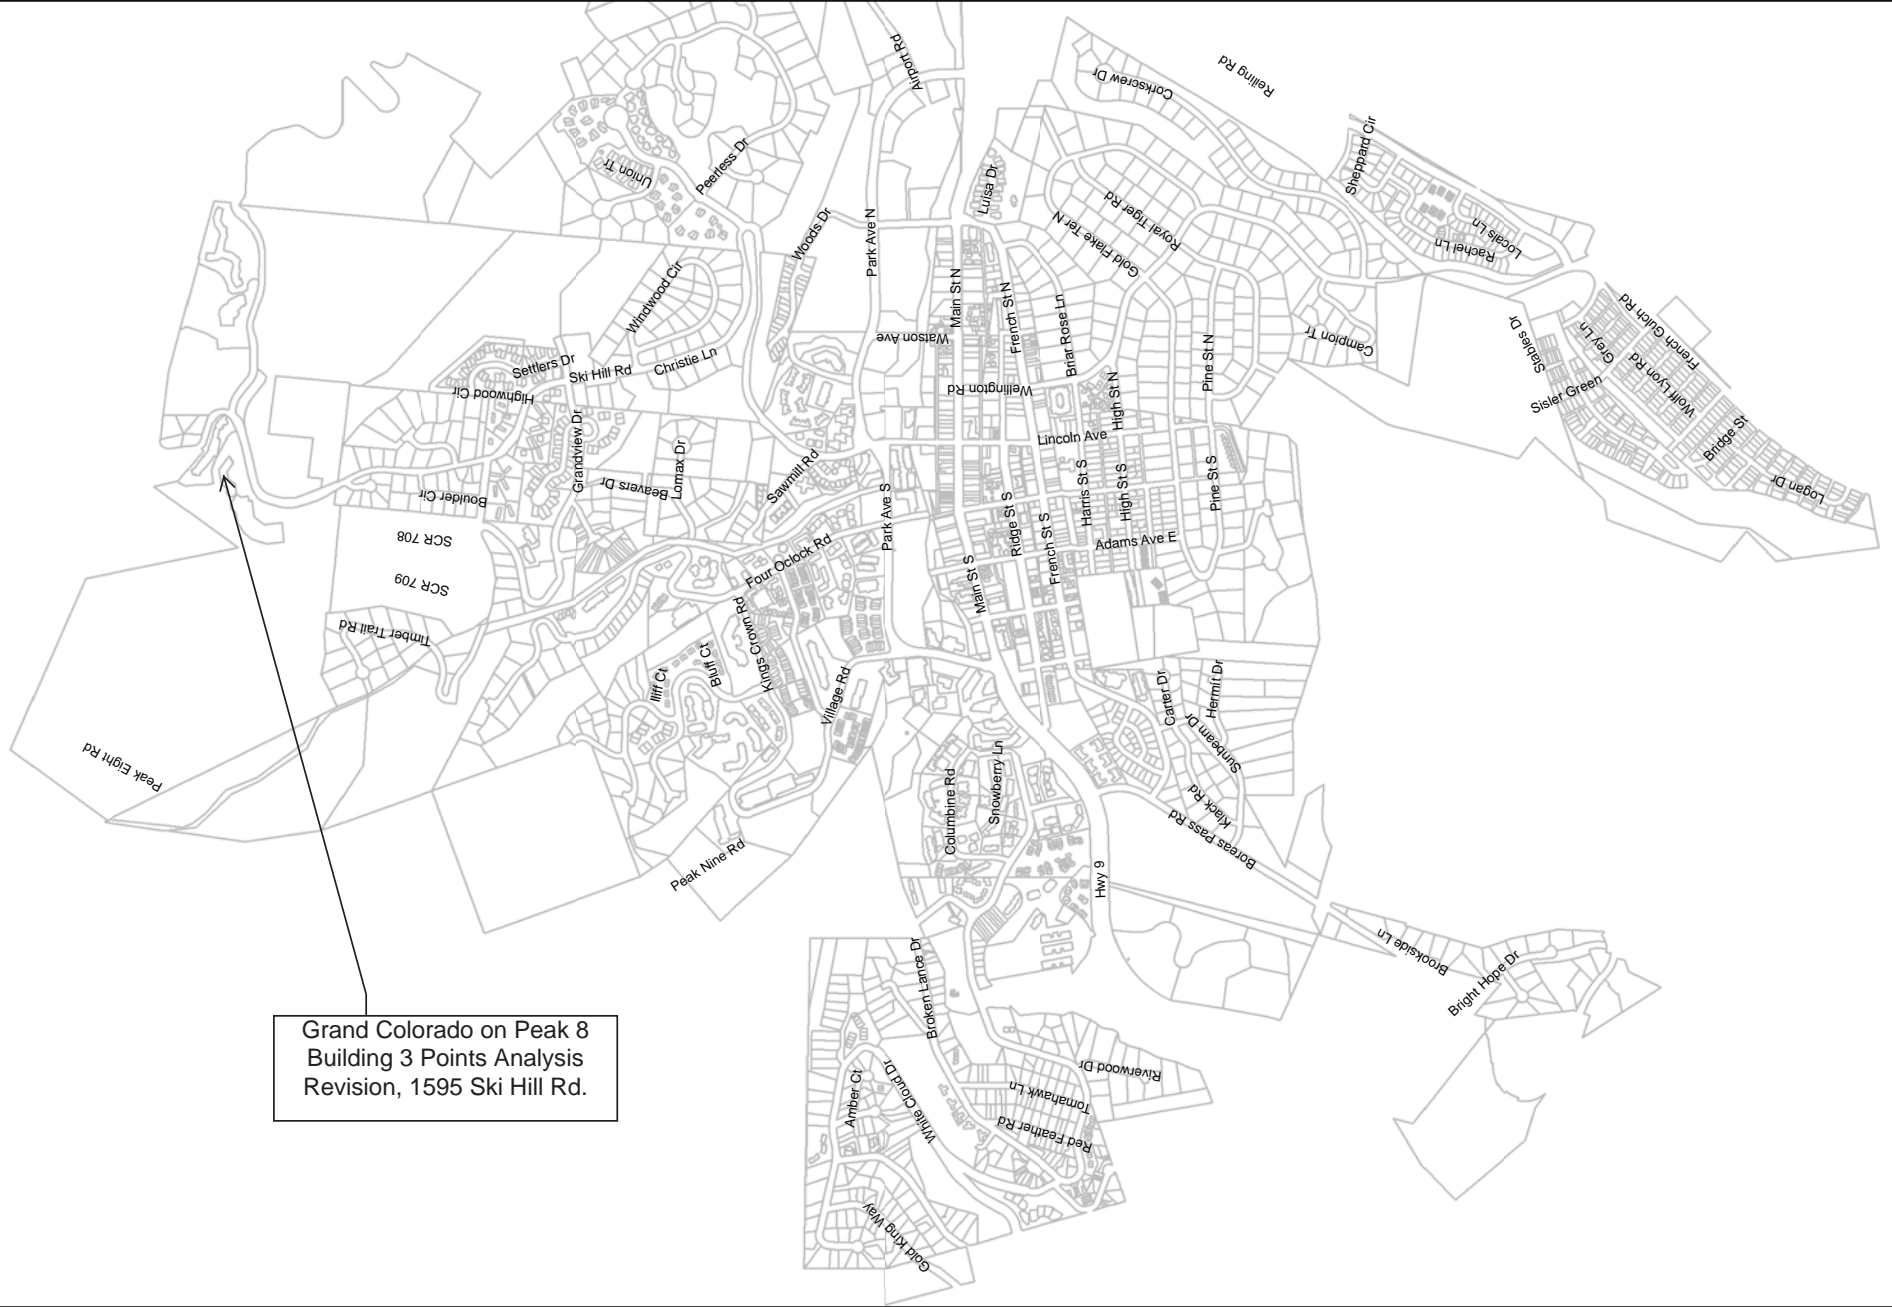 Airport Rd
Corkscrew Dr
Reiling Rd
Sheppard Cir
Union Tr
Peerless Dr
Luisa Dr
Woods Dr
Park Ave N
Royal Tiger Rd
Gold Flake Ter N
Locals Ln
Rachel Ln
Windwood Cir
Main St N
French St N
Briar Rose Ln
Watson Ave
Pine St N
Campion Tr
Stables Dr
Grey Ln
French Gulch Rd
Wolff Lyon Rd
Sisler Green
Bridge St
Logan Dr
Settlers Dr
Ski Hill Rd
Christie Ln
Highwood Cir
Wellington Rd
High St N
Lincoln Ave
Grandview Dr
Lomax Dr
Beavers Dr
Sawmill Rd
Boulder Cir
Park Ave S
Ridge St S
French St S
Harris St S
High St S
Pine St S
Adams Ave E
SCR 708
SCR 709
Four Oclock Rd
Main St S
Timber Trail Rd
Kings Crown Rd
Bluff Ct
Iliff Ct
Village Rd
Carter Dr
Hermit Dr
Sunbeam Dr
Peak Eight Rd
Columbine Rd
Snowberry Ln
Klack Rd
Boreas Pass Rd
Peak Nine Rd
Hwy 9
Brookside Ln
Bright Hope Dr
Broken Lance Dr
Grand Colorado on Peak 8
Building 3 Points Analysis
Revision, 1595 Ski Hill Rd.
Amber Ct
White Cloud Dr
Riverwood Dr
Tomahawk Ln
Red Feather Rd
Gold King Way